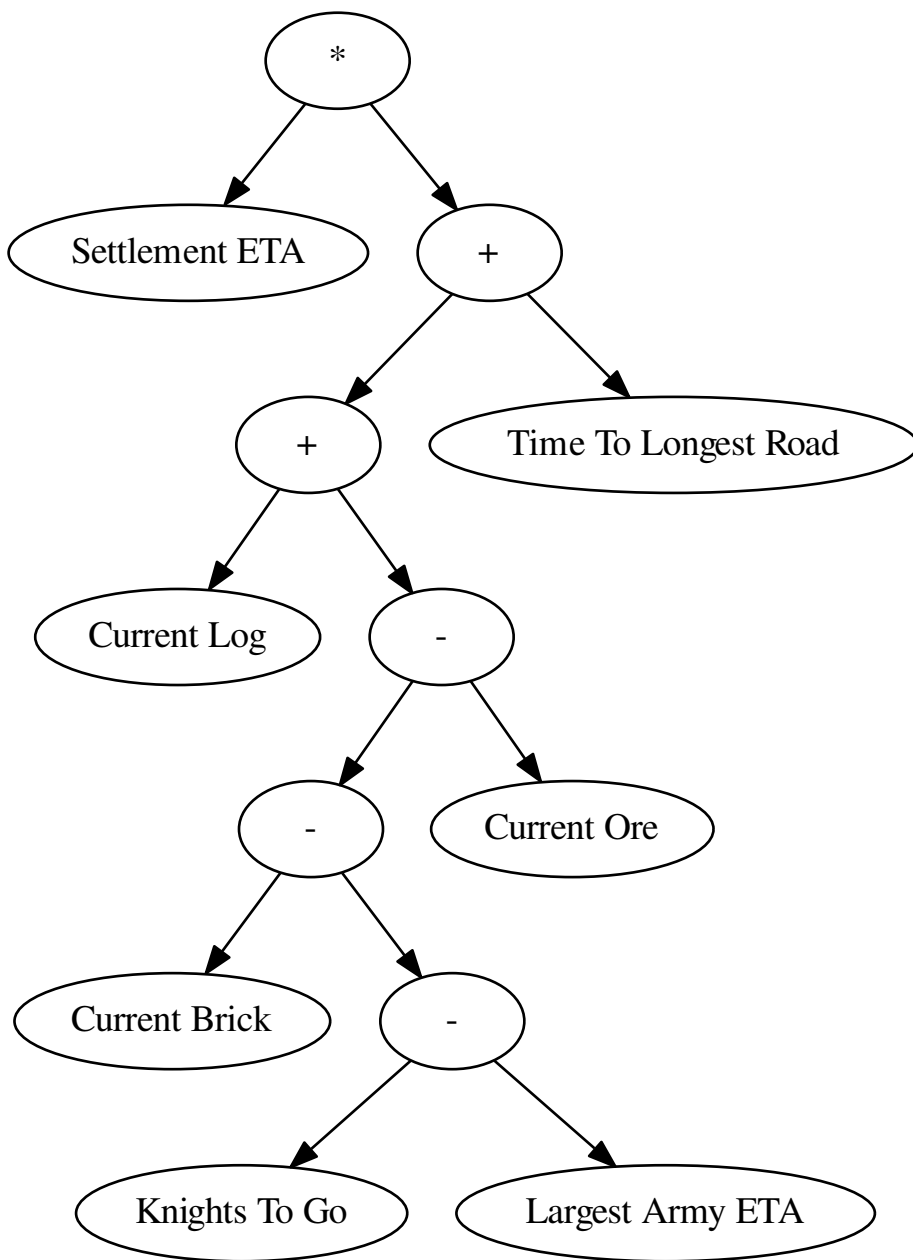 *
Settlement ETA
+
+
Time To Longest Road
Current Log
-
-
Current Ore
Current Brick
-
Knights To Go
Largest Army ETA